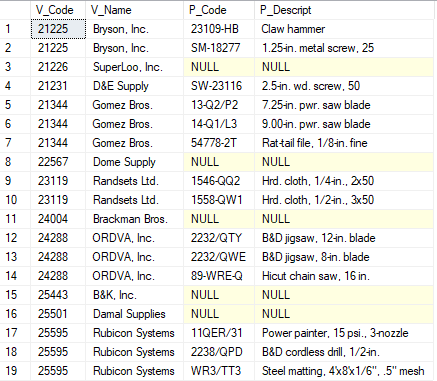 V_Code V_Name P_Code P_Descript
1 21225 Bryson, Inc. 23109-HB Claw hammer
2 21225 Bryson, Inc. SM-18277 1.25-in. metal screw, 25
3 21226 SuperLoo, Inc. NULL NULL
4 21231 D&E Supply SW-23116 2.5-in. wd. screw, 50
5 21344 Gomez Bros. 13-Q2/P2 7.25-in. pwr. saw blade
6 21344 Gomez Bros. 14-Q1/L3 9.00-in. pwr. saw blade
7 21344 Gomez Bros. 54778-2T Rat-tail file, 1/8-in. fine
8 22567 Dome Supply NULL NULL
9 23119 Randsets Ltd. 1546-QQ2 Hrd. cloth, 1/4-in., 2x50
10 23119 Randsets Ltd. 1558-QW1 Hrd. cloth, 1/2-in., 3x50
11 24004 Brackman Bros. NULL NULL
12 24288 ORDVA, Inc. 2232/QTY B&D jigsaw, 12-in. blade
13 24288 ORDVA, Inc. 2232/QWE B&D jigsaw, 8-in. blade
14 24288 ORDVA, Inc. 89-WRE-Q Hicut chain saw, 16 in.
15 25443 B&K, Inc. NULL NULL
16 25501 Damal Supplies NULL NULL
17 25595 Rubicon Systems 11QER/31 Power painter, 15 psi., 3-nozzle
18 25595 Rubicon Systems 2238/QPD B&D cordless drill, 1/2-in.
19 25595 Rubicon Systems WR3/TT3 Steel matting, 4'x8'x1/6", .5" mesh